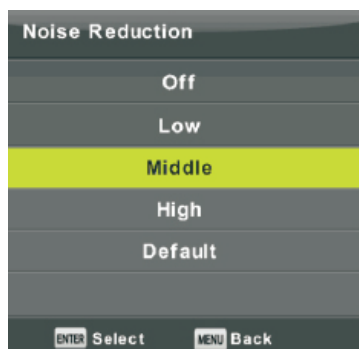 Noise Reduction
Off
Low
Middle
High
Default
ENTER Select MENU Back